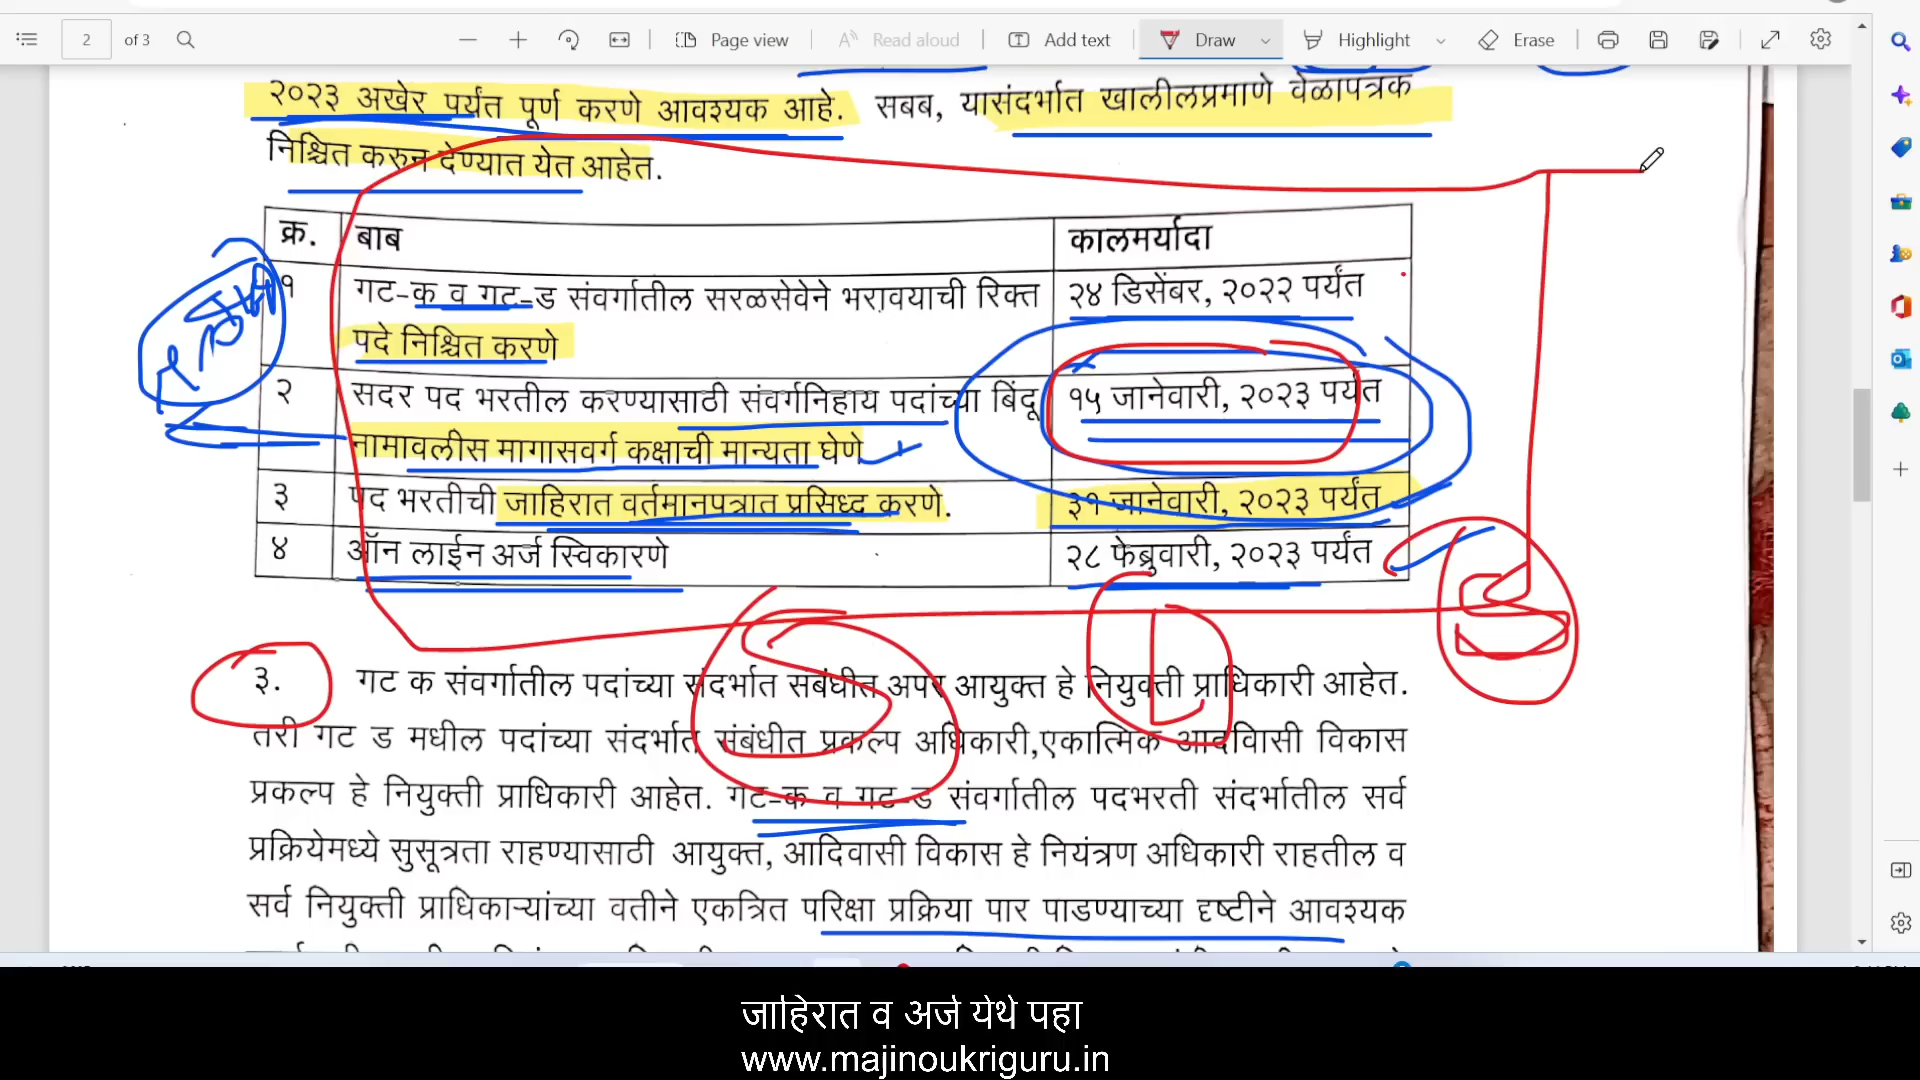 2 of 3 Page view Read aloud Add text Draw Highlight Erase
२०२३ अखेर पर्यंत पूर्ण करणे आवश्यक आहे. सबब, यासंदर्भात खालीलप्रमाणे वेळापत्रक
निश्चित करुन देण्यात येत आहेत.
क्र. बाब कालमर्यादा
१ गट-क व गट-ड संवर्गातील सरळसेवेने भरावयाची रिक्त २४ डिसेंबर, २०२२ पर्यंत
पदे निश्चित करणे
२ सदर पद भरतील करण्यासाठी संवर्गनिहाय पदांच्या बिंदू १५ जानेवारी, २०२३ पर्यंत
नामावलीस मागासवर्ग कक्षाची मान्यता घेणे
३ पद भरतीची जाहिरात वर्तमानपत्रात प्रसिध्द करणे. ३१ जानेवारी, २०२३ पर्यंत
४ ऑन लाईन अर्ज स्विकारणे २८ फेब्रुवारी, २०२३ पर्यंत
३. गट क संवर्गातील पदांच्या संदर्भात सबंधीत अपर आयुक्त हे नियुक्ती प्राधिकारी आहेत.
तरी गट ड मधील पदांच्या संदर्भात संबंधीत प्रकल्प अधिकारी,एकात्मिक आदविासी विकास
प्रकल्प हे नियुक्ती प्राधिकारी आहेत. गट-क व गट-ड संवर्गातील पदभरती संदर्भातील सर्व
प्रक्रियेमध्ये सुसूत्रता राहण्यासाठी आयुक्त, आदिवासी विकास हे नियंत्रण अधिकारी राहतील व
सर्व नियुक्ती प्राधिकाऱ्यांच्या वतीने एकत्रित परिक्षा प्रक्रिया पार पाडण्याच्या दृष्टीने आवश्यक
जाहिरात व अर्ज येथे पहा
www.majinoukriguru.in